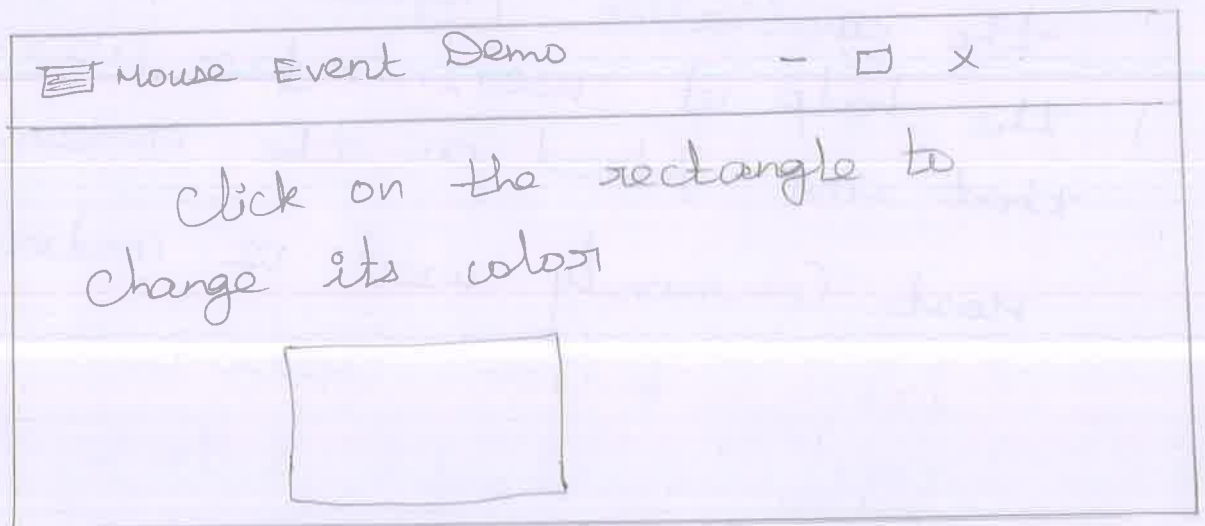 Mouse Event Demo - □ ×
Click on the rectangle to
change its color